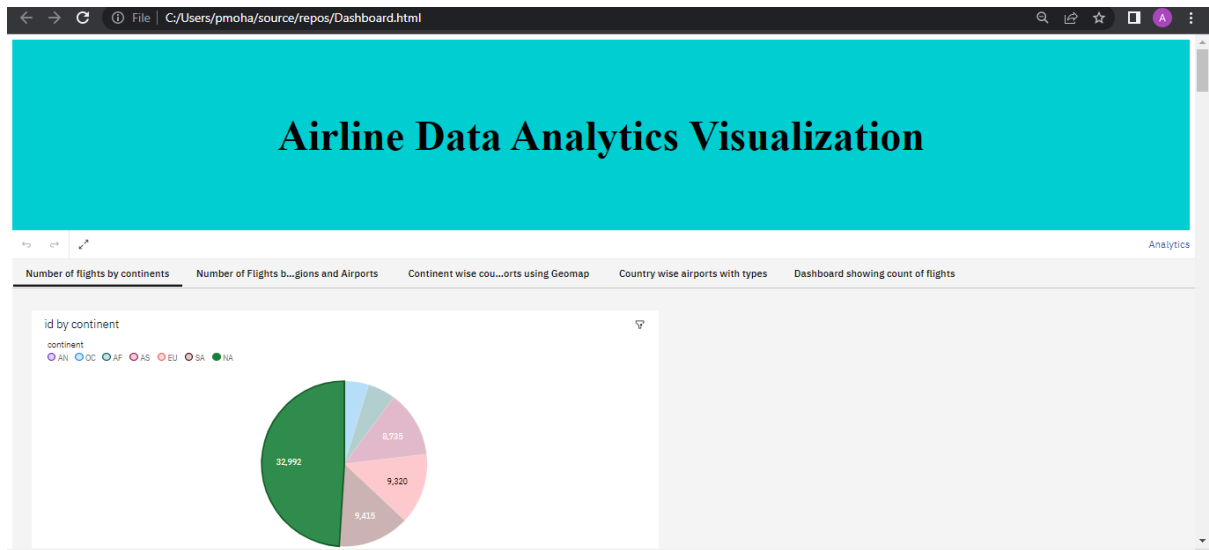 File | C:/Users/pmoha/source/repos/Dashboard.html
A
Airline Data Analytics Visualization
Analytics
Number of flights by continents
Number of Flights b...gions and Airports
Continent wise cou...orts using Geomap
Country wise airports with types
Dashboard showing count of flights
id by continent
continent
AN OC AF AS EU SA NA
8,735
32,992
9,320
9,415